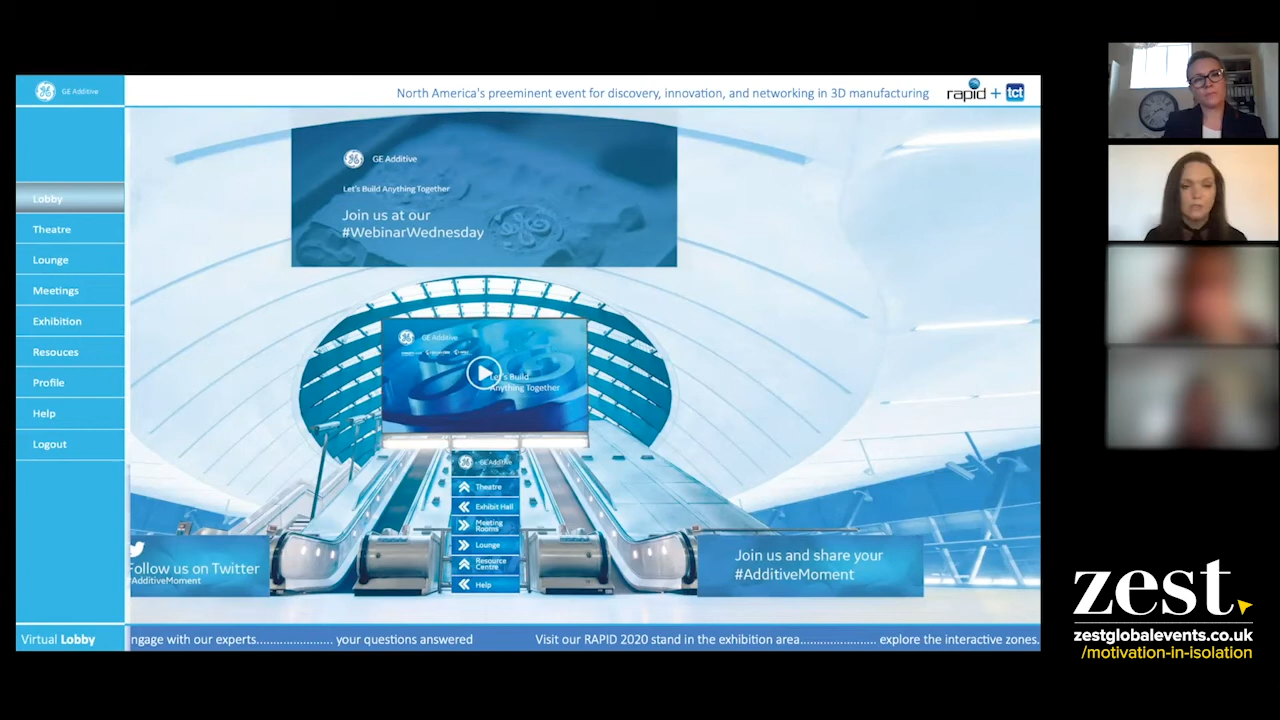 GE Additive
North America's preeminent event for discovery, innovation, and networking in 3D manufacturing
rapid + tct
Lobby
Theatre
Lounge
Meetings
Exhibition
Resouces
Profile
Help
Logout
GE Additive
Let's Build Anything Together
Join us at our
#WebinarWednesday
GE Additive
Let's Build
Anything Together
GE Additive
Theatre
Exhibit Hall
Meeting
Rooms
Lounge
Resource
Centre
Help
Follow us on Twitter
#AdditiveMoment
Join us and share your
#AdditiveMoment
Virtual Lobby
ngage with our experts....................... your questions answered
Visit our RAPID 2020 stand in the exhibition area....................... explore the interactive zones.
zest.
zestglobalevents.co.uk
/motivation-in-isolation